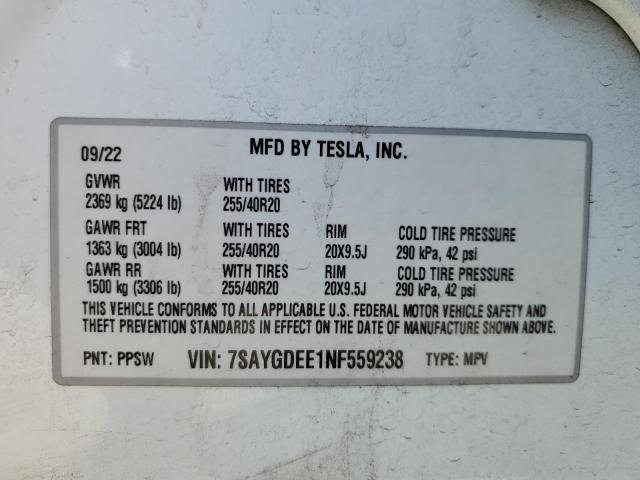 09/22 MFD BY TESLA, INC.
GVWR WITH TIRES
2369 kg (5224 lb) 255/40R20
GAWR FRT WITH TIRES RIM COLD TIRE PRESSURE
1363 kg (3004 lb) 255/40R20 20X9.5J 290 kPa, 42 psi
GAWR RR WITH TIRES RIM COLD TIRE PRESSURE
1500 kg (3306 lb) 255/40R20 20X9.5J 290 kPa, 42 psi
THIS VEHICLE CONFORMS TO ALL APPLICABLE U.S. FEDERAL MOTOR VEHICLE SAFETY AND
THEFT PREVENTION STANDARDS IN EFFECT ON THE DATE OF MANUFACTURE SHOWN ABOVE.
PNT: PPSW VIN: 7SAYGDEE1NF559238 TYPE: MPV